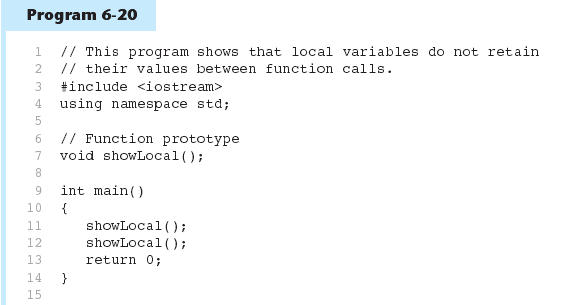 Program 6-20
1 // This program shows that local variables do not retain
2 // their values between function calls.
3 #include <iostream>
4 using namespace std;
5
6 // Function prototype
7 void showLocal();
8
9 int main()
10 {
11 showLocal();
12 showLocal();
13 return 0;
14 }
15